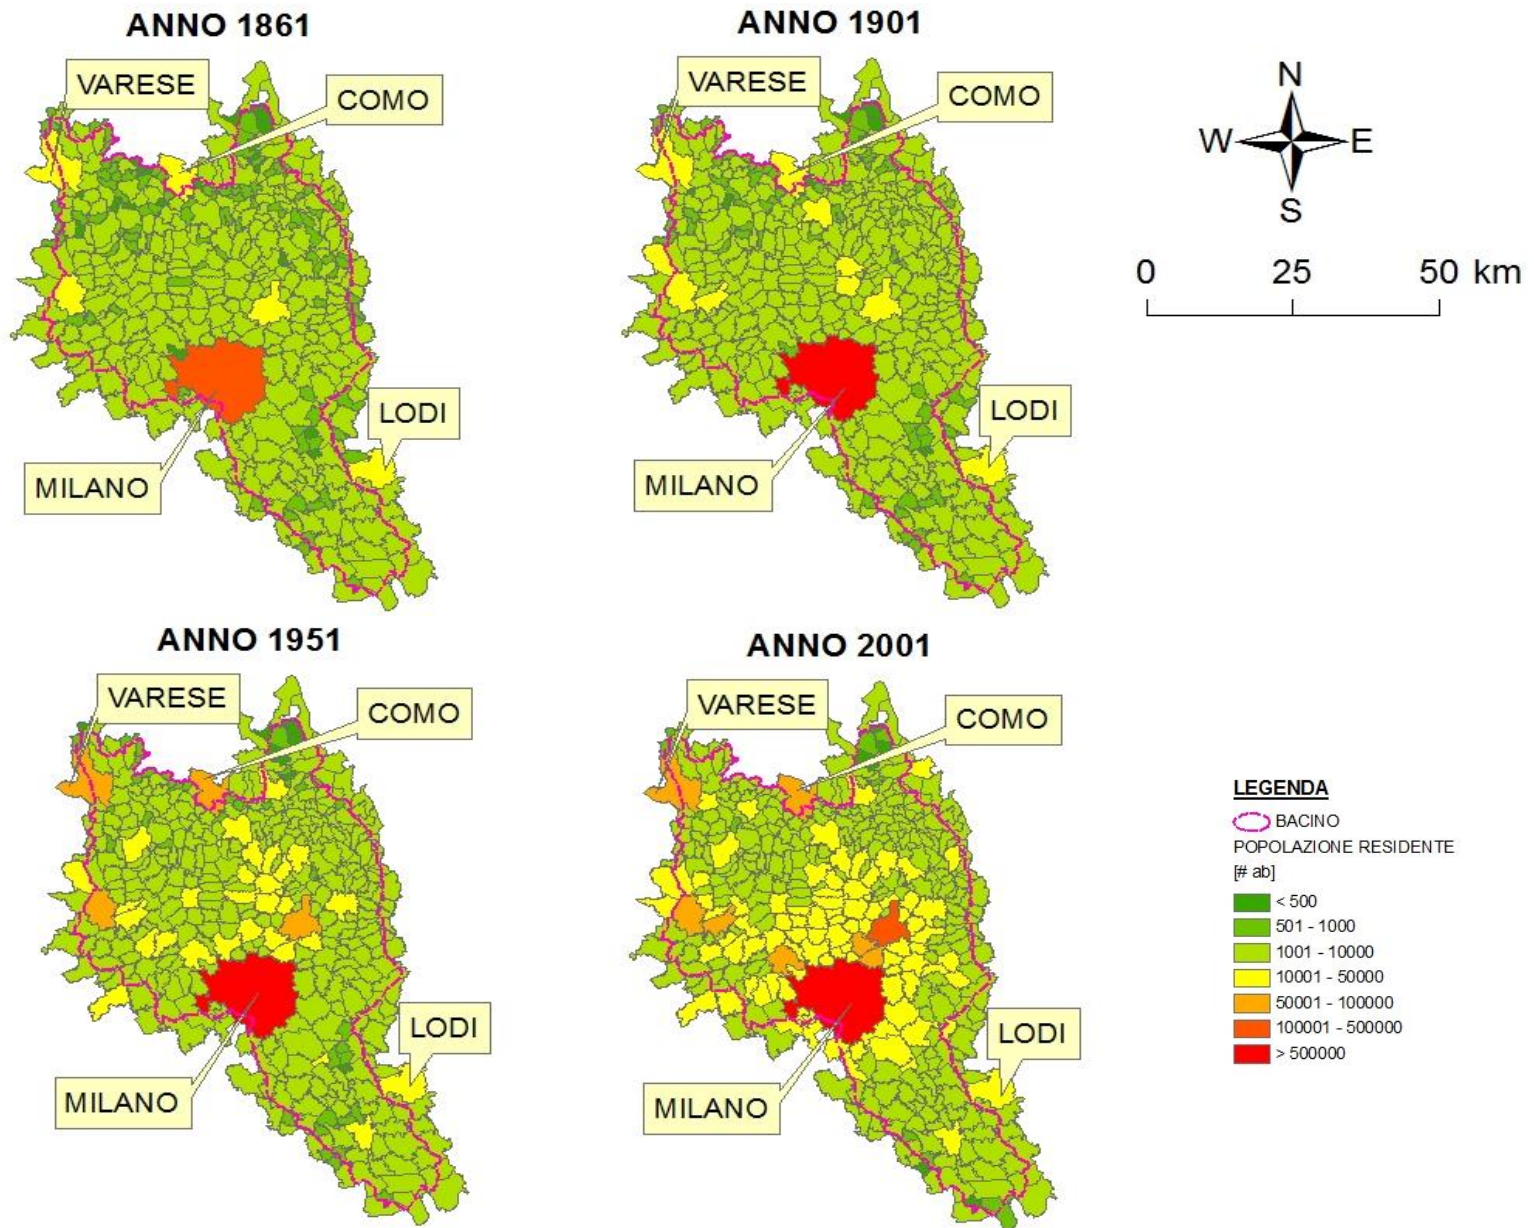 ANNO 1861
VARESE
COMO
LODI
MILANO
ANNO 1901
VARESE
COMO
LODI
MILANO
N
W E
S
0 25 50 km
ANNO 1951
VARESE
COMO
LODI
MILANO
ANNO 2001
VARESE
COMO
LODI
MILANO
LEGENDA
BACINO
POPOLAZIONE RESIDENTE
[# ab]
< 500
501 - 1000
1001 - 10000
10001 - 50000
50001 - 100000
100001 - 500000
> 500000